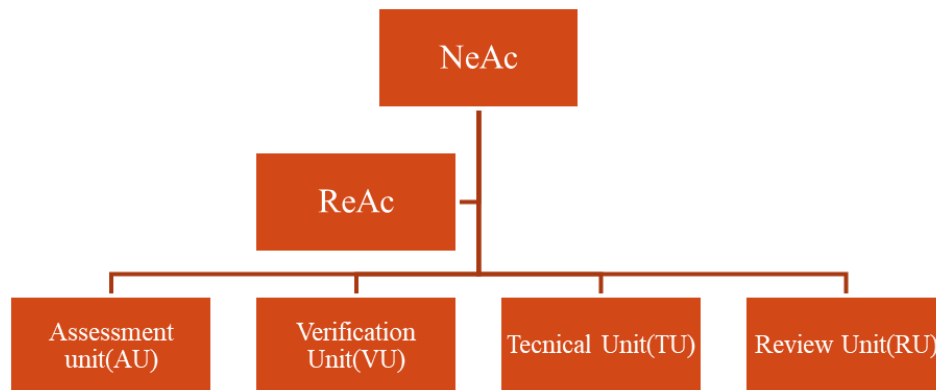 NeAc
ReAc
Assessment
unit(AU)
Verification
Unit(VU)
Tecnical Unit(TU)
Review Unit(RU)